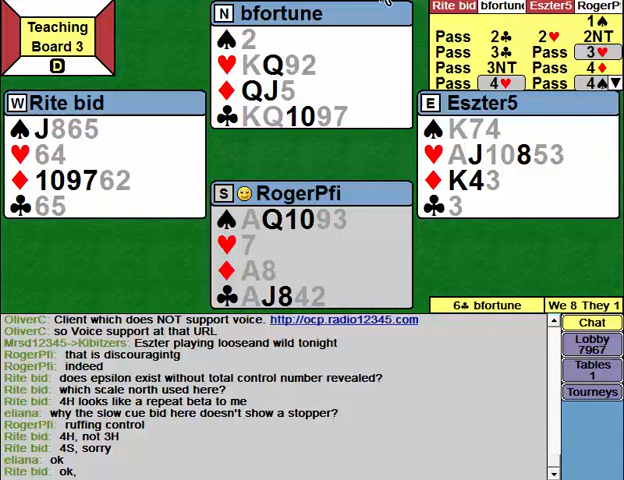 Teaching
Board 3
D
N bfortune
♠ 2
♥ KQ92
♦ QJ5
♣ KQ1097
Rite bid bfortune Eszter5 RogerP
1♠
Pass 2♣ 2♥ 2NT
Pass 3♣ Pass 3♥
Pass 3NT Pass 4♦
Pass 4♥ Pass 4♠
W Rite bid
♠ J865
♥ 64
♦ 109762
♣ 65
E Eszter5
♠ K74
♥ AJ10853
♦ K43
♣ 3
S RogerPfi
♠ AQ1093
♥ 7
♦ A8
♣ AJ842
6♣ bfortune We 8 They 1
OliverC: Client which does NOT support voice. http://ocp.radio12345.com
OliverC: so Voice support at that URL
Mrsd12345->Kibitzers: Eszter playing looseand wild tonight
RogerPfi: that is discouragintg
RogerPfi: indeed
Rite bid: does epsilon exist without total control number revealed?
Rite bid: which scale north used here?
Rite bid: 4H looks like a repeat beta to me
eliana: why the slow cue bid here doesn't show a stopper?
RogerPfi: ruffing control
Rite bid: 4H, not 3H
Rite bid: 4S, sorry
eliana: ok
Rite bid: ok,
Chat
Lobby
7967
Tables
1
Tourneys